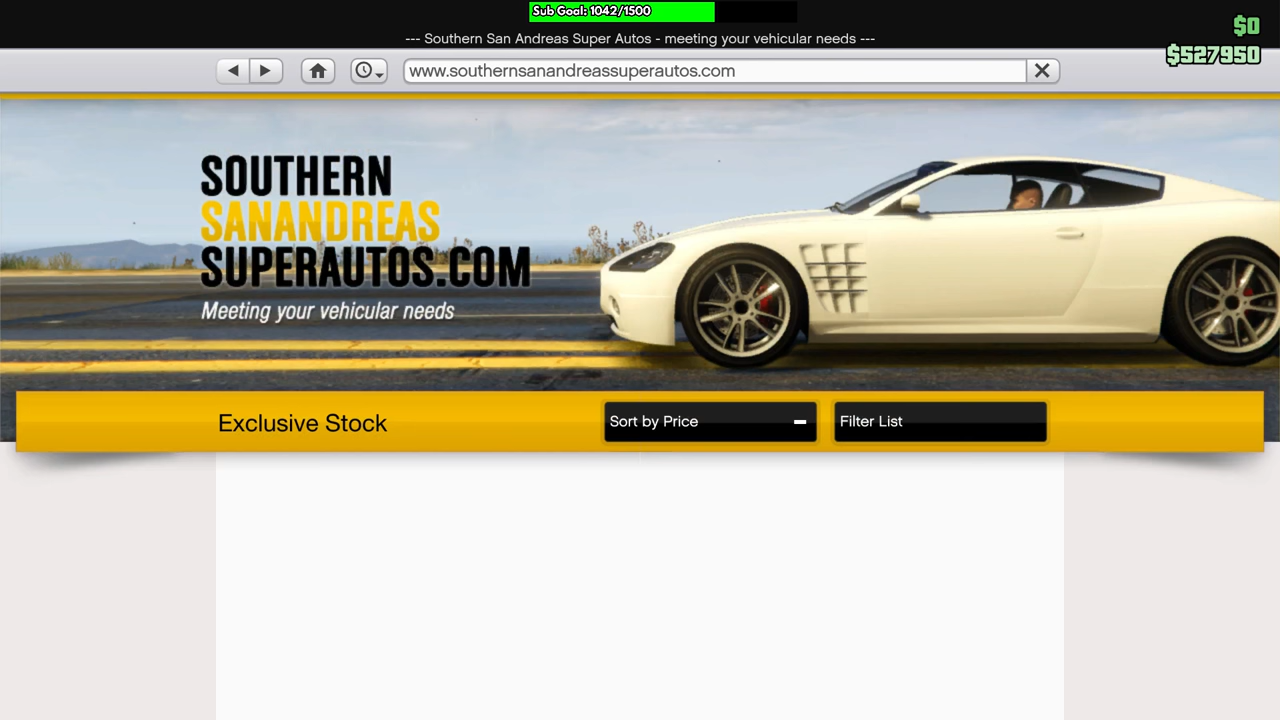 Sub Goal: 1042/1500
--- Southern San Andreas Super Autos - meeting your vehicular needs ---
$0
$527950
www.southernsanandreassuperautos.com
SOUTHERN
SANANDREAS
SUPERAUTOS.COM
Meeting your vehicular needs
Exclusive Stock
Sort by Price
Filter List